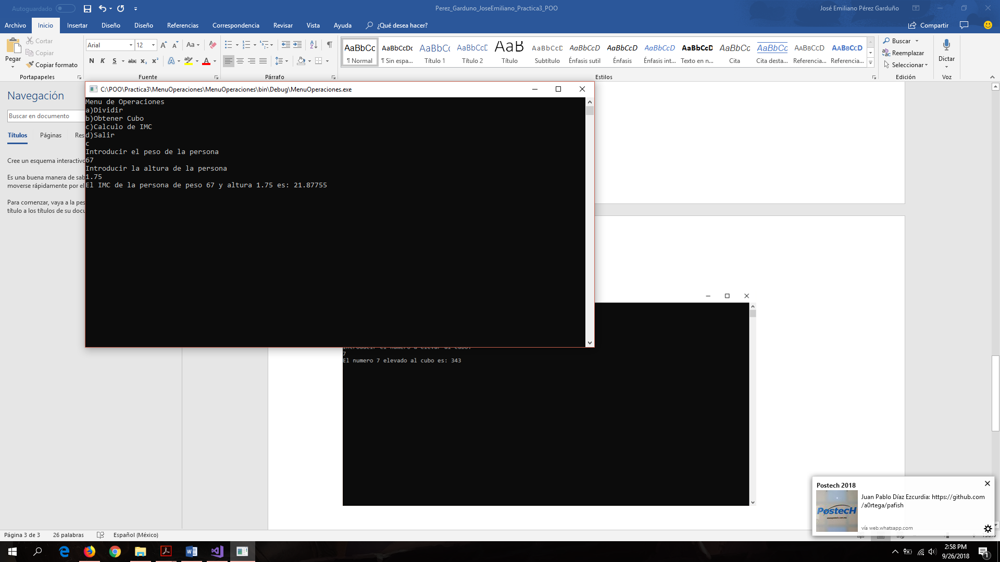 Autoguardado
Perez_Garduno_JoseEmiliano_Practica3_POO
José Emiliano Pérez Garduño
Archivo Inicio Insertar Diseño Diseño Referencias Correspondencia Revisar Vista Ayuda ¿Qué desea hacer? Compartir
Pegar
Cortar
Copiar
Copiar formato
Portapapeles
Arial 12
N K S abc x₂ x²
Fuente
Párrafo
AaBbCc AaBbCcDc AaBbC AaBbCcE AaB AaBbCcD AaBbCcD AaBbCcD AaBbCcD AaBbCcD AaBbCc AaBbCc AaBbCcD AaBbCcD
¶ Normal ¶ Sin espa... Título 1 Título 2 Título Subtítulo Énfasis sutil Énfasis Énfasis int... Texto en n... Cita Cita desta... Referencia... Referencia...
Estilos
Buscar
Reemplazar
Seleccionar
Edición
Dictar
Voz
Navegación
Buscar en documento
Títulos Páginas Res
Cree un esquema interactivo
Es una buena manera de sab
moverse rápidamente por el
Para comenzar, vaya a la pes
título a los títulos de su docu
C:\POO\Practica3\MenuOperaciones\MenuOperaciones\bin\Debug\MenuOperaciones.exe
Menu de Operaciones
a)Dividir
b)Obtener Cubo
c)Calculo de IMC
d)Salir
c
Introducir el peso de la persona
67
Introducir la altura de la persona
1.75
El IMC de la persona de peso 67 y altura 1.75 es: 21.87755
Introducir el numero a elevar al cubo:
7
El numero 7 elevado al cubo es: 343
Postech 2018
PostecH
Juan Pablo Díaz Ezcurdia: https://github.com
/a0rtega/pafish
vía web.whatsapp.com
Página 3 de 3 26 palabras Español (México)
2:58 PM
9/26/2018
1